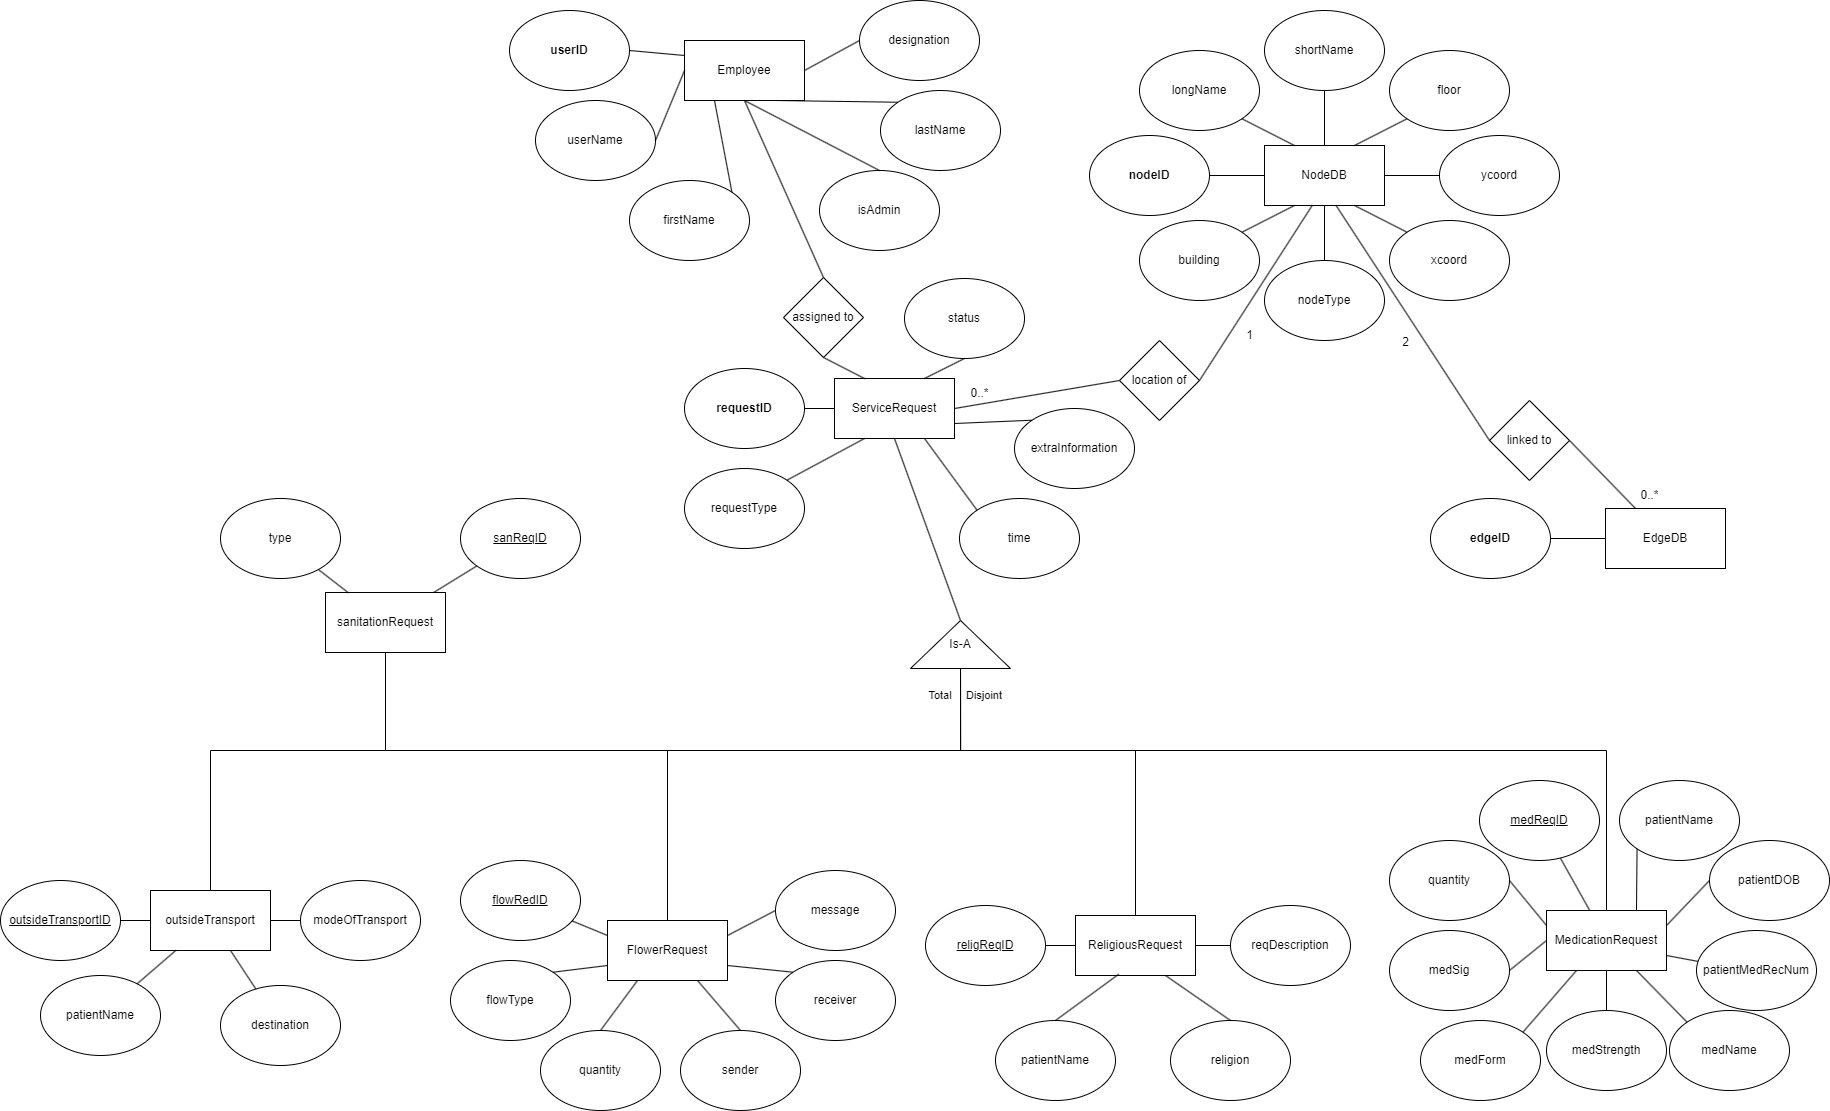 userID
Employee
designation
userName
lastName
firstName
isAdmin
shortName
longName
floor
nodeID
NodeDB
ycoord
building
xcoord
nodeType
assigned to
status
1
2
location of
0..*
requestID
ServiceRequest
extraInformation
linked to
requestType
time
0..*
edgeID
EdgeDB
type
sanReqID
sanitationRequest
Is-A
Total
Disjoint
outsideTransportID
outsideTransport
modeOfTransport
patientName
destination
flowRedID
message
FlowerRequest
flowType
receiver
quantity
sender
religReqID
ReligiousRequest
reqDescription
patientName
religion
medReqID
patientName
quantity
patientDOB
MedicationRequest
medSig
patientMedRecNum
medForm
medStrength
medName